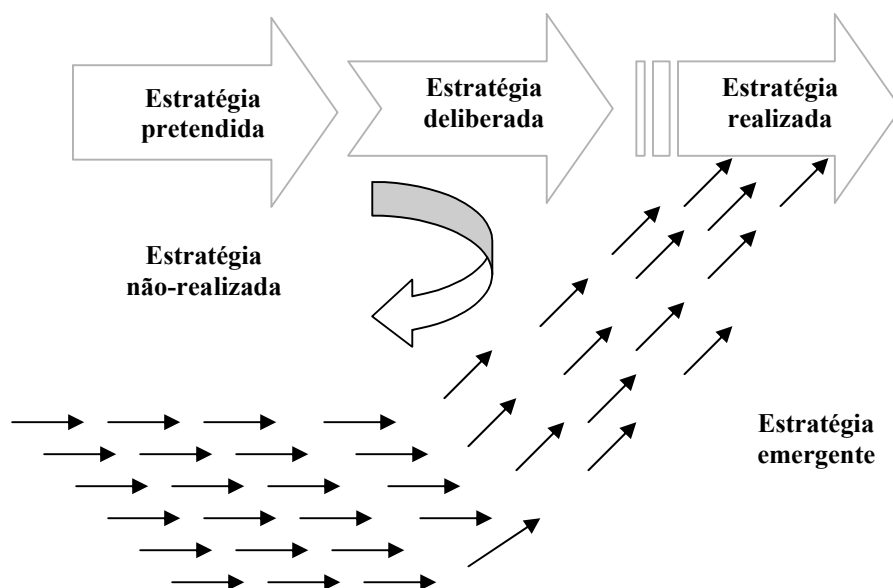 Estratégia
pretendida
Estratégia
deliberada
Estratégia
realizada
Estratégia
não-realizada
Estratégia
emergente